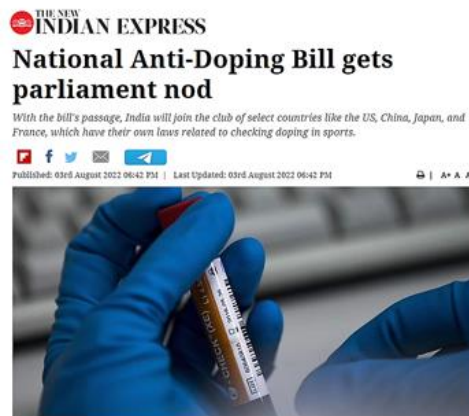 THE NEW
INDIAN EXPRESS
National Anti-Doping Bill gets
parliament nod
With the bill's passage, India will join the club of select countries like the US, China, Japan, and
France, which have their own laws related to checking doping in sports.
Published: 03rd August 2022 06:42 PM | Last Updated: 03rd August 2022 06:42 PM | A+ A A